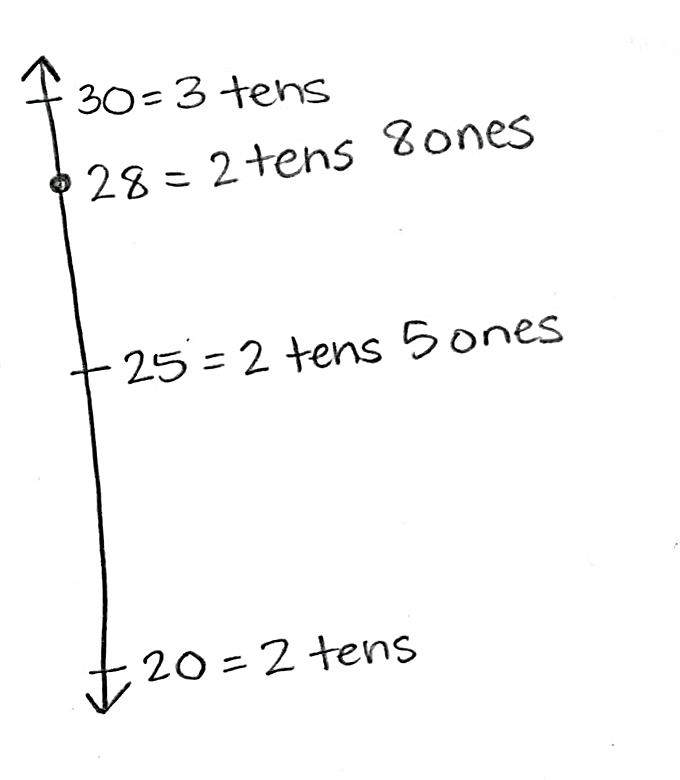 30 = 3 tens
28 = 2 tens 8 ones
25 = 2 tens 5 ones
20 = 2 tens